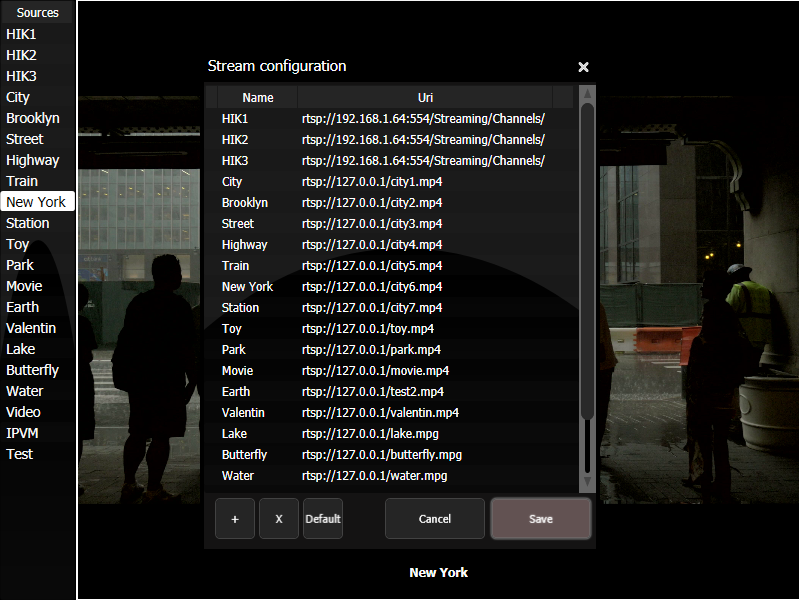 Sources
HIK1
HIK2
HIK3
City
Brooklyn
Street
Highway
Train
New York
Station
Toy
Park
Movie
Earth
Valentin
Lake
Butterfly
Water
Video
IPVM
Test
Stream configuration
Name Uri
HIK1 rtsp://192.168.1.64:554/Streaming/Channels/
HIK2 rtsp://192.168.1.64:554/Streaming/Channels/
HIK3 rtsp://192.168.1.64:554/Streaming/Channels/
City rtsp://127.0.0.1/city1.mp4
Brooklyn rtsp://127.0.0.1/city2.mp4
Street rtsp://127.0.0.1/city3.mp4
Highway rtsp://127.0.0.1/city4.mp4
Train rtsp://127.0.0.1/city5.mp4
New York rtsp://127.0.0.1/city6.mp4
Station rtsp://127.0.0.1/city7.mp4
Toy rtsp://127.0.0.1/toy.mp4
Park rtsp://127.0.0.1/park.mp4
Movie rtsp://127.0.0.1/movie.mp4
Earth rtsp://127.0.0.1/test2.mp4
Valentin rtsp://127.0.0.1/valentin.mp4
Lake rtsp://127.0.0.1/lake.mpg
Butterfly rtsp://127.0.0.1/butterfly.mpg
Water rtsp://127.0.0.1/water.mpg
+ X Default Cancel Save
New York